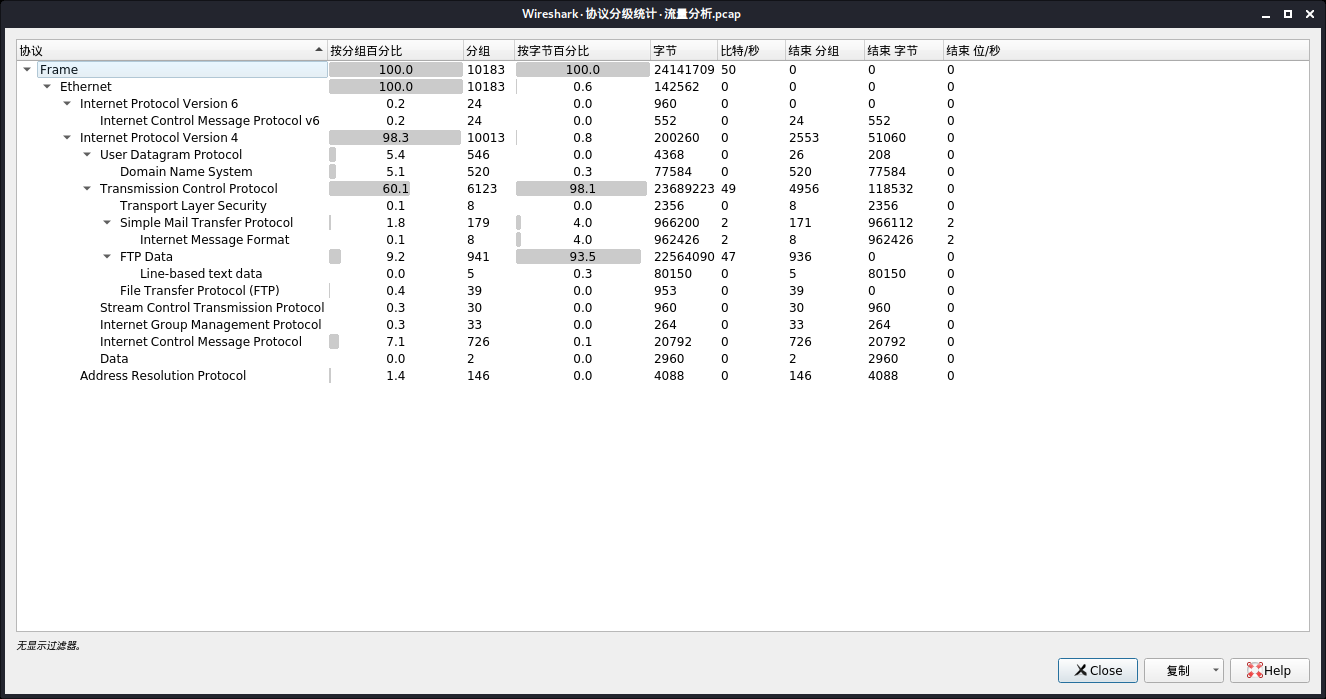 Wireshark · 协议分级统计 · 流量分析.pcap
协议 按分组百分比 分组 按字节百分比 字节 比特/秒 结束 分组 结束 字节 结束 位/秒
Frame 100.0 10183 100.0 24141709 50 0 0 0
Ethernet 100.0 10183 0.6 142562 0 0 0 0
Internet Protocol Version 6 0.2 24 0.0 960 0 0 0 0
Internet Control Message Protocol v6 0.2 24 0.0 552 0 24 552 0
Internet Protocol Version 4 98.3 10013 0.8 200260 0 2553 51060 0
User Datagram Protocol 5.4 546 0.0 4368 0 26 208 0
Domain Name System 5.1 520 0.3 77584 0 520 77584 0
Transmission Control Protocol 60.1 6123 98.1 23689223 49 4956 118532 0
Transport Layer Security 0.1 8 0.0 2356 0 8 2356 0
Simple Mail Transfer Protocol 1.8 179 4.0 966200 2 171 966112 2
Internet Message Format 0.1 8 4.0 962426 2 8 962426 2
FTP Data 9.2 941 93.5 22564090 47 936 0 0
Line-based text data 0.0 5 0.3 80150 0 5 80150 0
File Transfer Protocol (FTP) 0.4 39 0.0 953 0 39 0 0
Stream Control Transmission Protocol 0.3 30 0.0 960 0 30 960 0
Internet Group Management Protocol 0.3 33 0.0 264 0 33 264 0
Internet Control Message Protocol 7.1 726 0.1 20792 0 726 20792 0
Data 0.0 2 0.0 2960 0 2 2960 0
Address Resolution Protocol 1.4 146 0.0 4088 0 146 4088 0
无显示过滤器。
Close 复制 Help